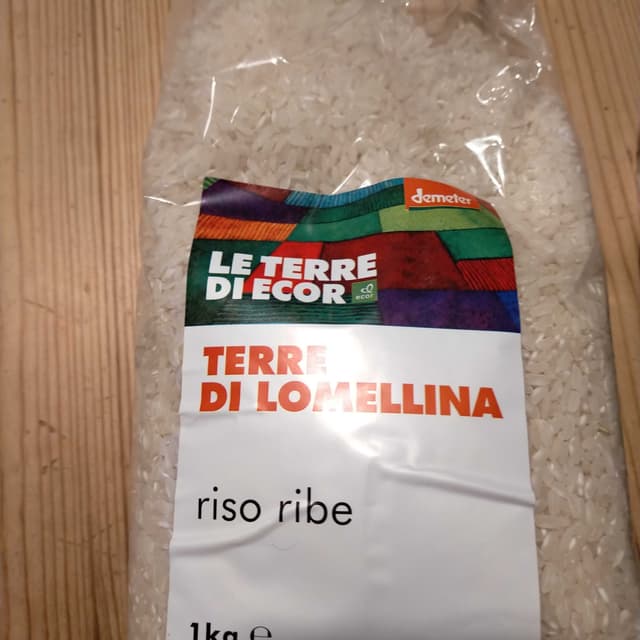 demeter
LE TERRE
DI ECOR
ecor
TERRE
DI LOMELLINA
riso ribe
1kg ℮